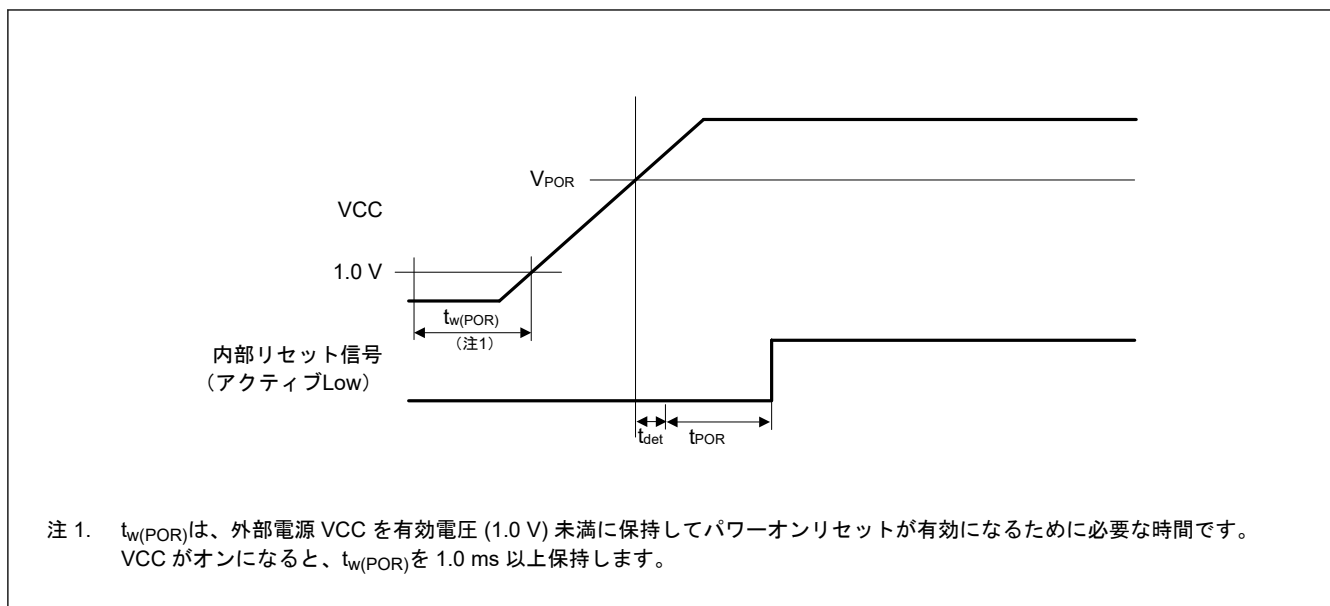 VPOR
VCC
1.0 V
tw(POR)
（注1）
内部リセット信号
（アクティブLow）
tdet
tPOR
注 1. tw(POR)は、外部電源 VCC を有効電圧 (1.0 V) 未満に保持してパワーオンリセットが有効になるために必要な時間です。
VCC がオンになると、tw(POR)を 1.0 ms 以上保持します。